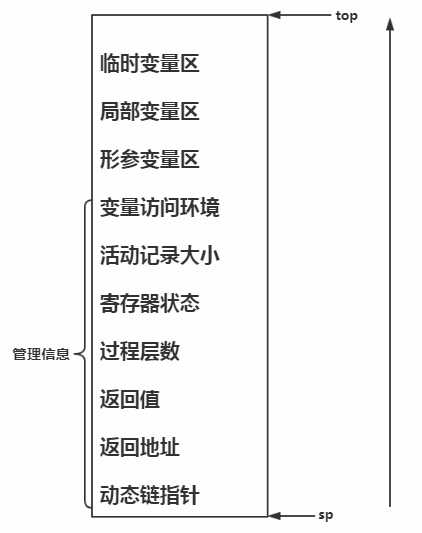 top
临时变量区
局部变量区
形参变量区
变量访问环境
活动记录大小
寄存器状态
管理信息
过程层数
返回值
返回地址
动态链指针
sp